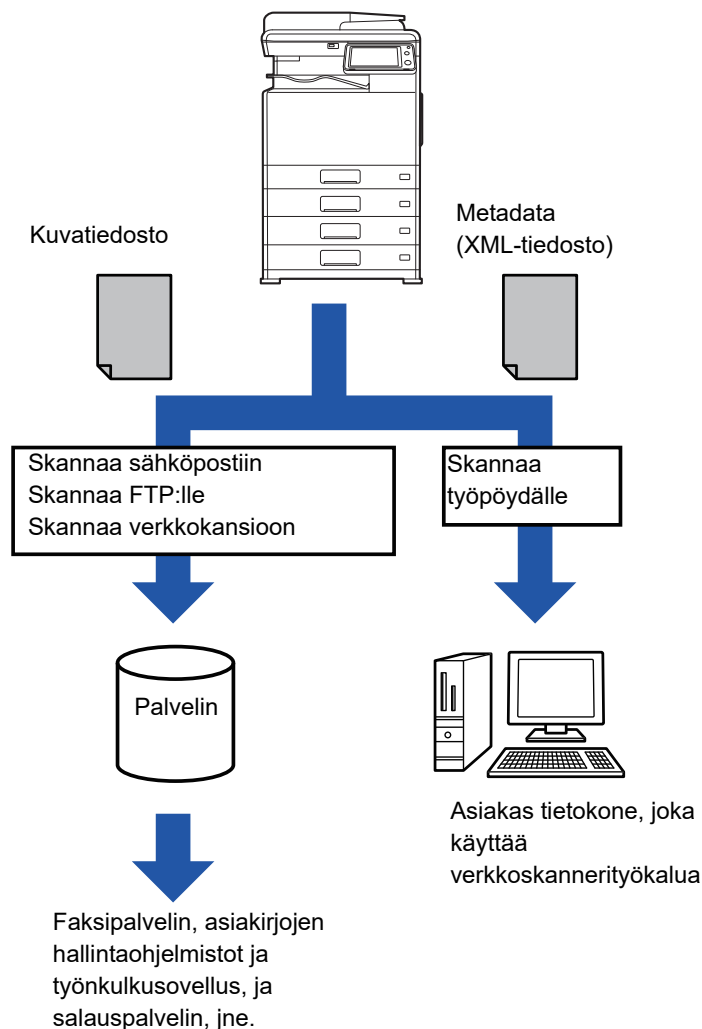 Kuvatiedosto
Metadata
(XML-tiedosto)
Skannaa sähköpostiin
Skannaa FTP:lle
Skannaa verkkokansioon
Skannaa
työpöydälle
Palvelin
Asiakas tietokone, joka
käyttää
verkkoskannerityökalua
Faksipalvelin, asiakirjojen
hallintaohjelmistot ja
työnkulkusovellus, ja
salauspalvelin, jne.